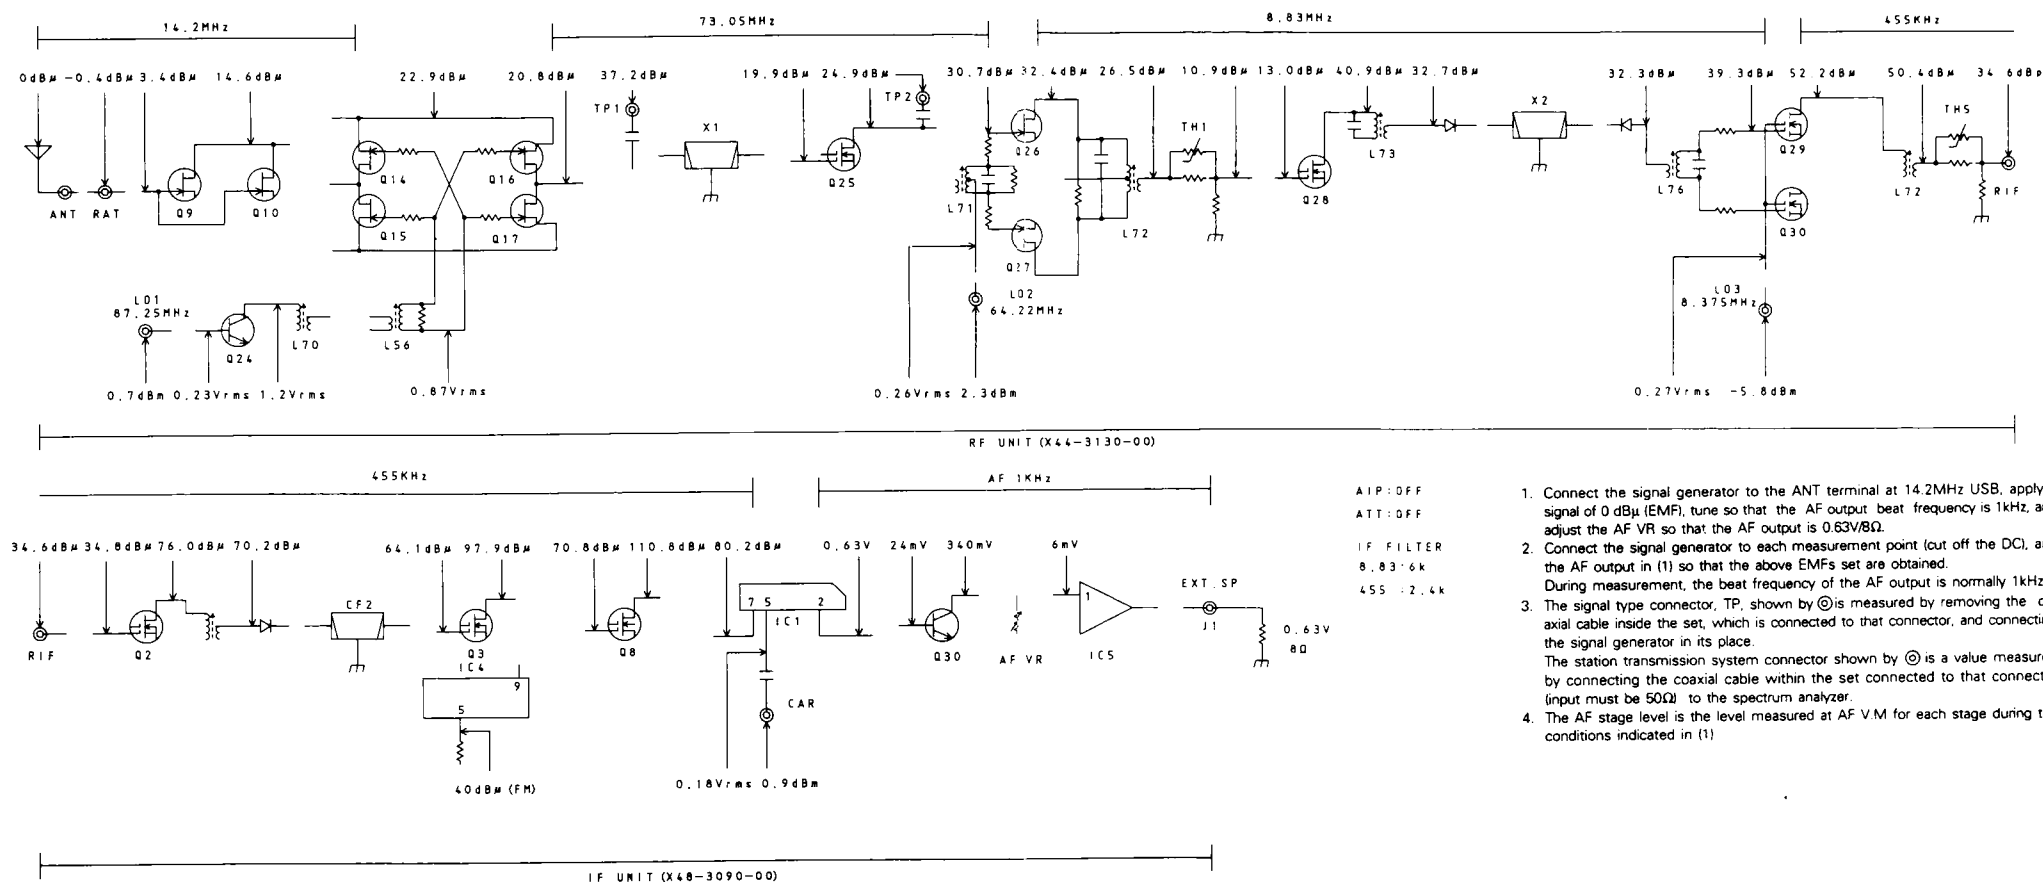 14.2MHz 73.05MHz 8.83MHz 455KHz
0dBμ -0.4dBμ 3.4dBμ 14.6dBμ 22.9dBμ 20.8dBμ 37.2dBμ 19.9dBμ 24.9dBμ 30.7dBμ 32.4dBμ 26.5dBμ 10.9dBμ 13.0dBμ 40.9dBμ 32.7dBμ 32.3dBμ 39.3dBμ 52.2dBμ 50.4dBμ 34.6dBμ
TP1 TP2
X1 TH1 X2 TH5
Q14 Q16 Q25 Q26 L73 Q29
ANT RAT Q9 Q10 L71 Q28 L76 L72 RIF
Q15 Q17 L72 Q30
Q27
LO1
87.25MHz
LO2
64.22MHz
LO3
8.375MHz
Q24 L70 L56
0.7dBm 0.23Vrms 1.2Vrms 0.87Vrms 0.26Vrms 2.3dBm 0.27Vrms -5.8dBm
RF UNIT (X44-3130-00)
455KHz AF 1KHz
34.6dBμ 34.8dBμ 76.0dBμ 70.2dBμ 64.1dBμ 97.9dBμ 70.8dBμ 110.8dBμ 80.2dBμ 0.63V 24mV 340mV 6mV
AIP:OFF
ATT:OFF
IF FILTER
8.83:6k
455 :2.4k
CF2 7 5 2 1 EXT.SP
IC1
RIF Q2 Q3 Q8 Q30 AF VR IC5 J1
0.63V
8Ω
IC4
9
5
CAR
40dBμ (FM)
0.18Vrms 0.9dBm
IF UNIT (X48-3090-00)
1. Connect the signal generator to the ANT terminal at 14.2MHz USB, apply
signal of 0 dBμ (EMF), tune so that the AF output beat frequency is 1kHz,
adjust the AF VR so that the AF output is 0.63V/8Ω.
2. Connect the signal generator to each measurement point (cut off the DC),
the AF output in (1) so that the above EMFs set are obtained.
During measurement, the beat frequency of the AF output is normally 1kHz
3. The signal type connector, TP, shown by ◎ is measured by removing the
axial cable inside the set, which is connected to that connector, and connecti
the signal generator in its place.
The station transmission system connector shown by ◎ is a value measur
by connecting the coaxial cable within the set connected to that connect
(input must be 50Ω) to the spectrum analyzer.
4. The AF stage level is the level measured at AF V.M for each stage during t
conditions indicated in (1)